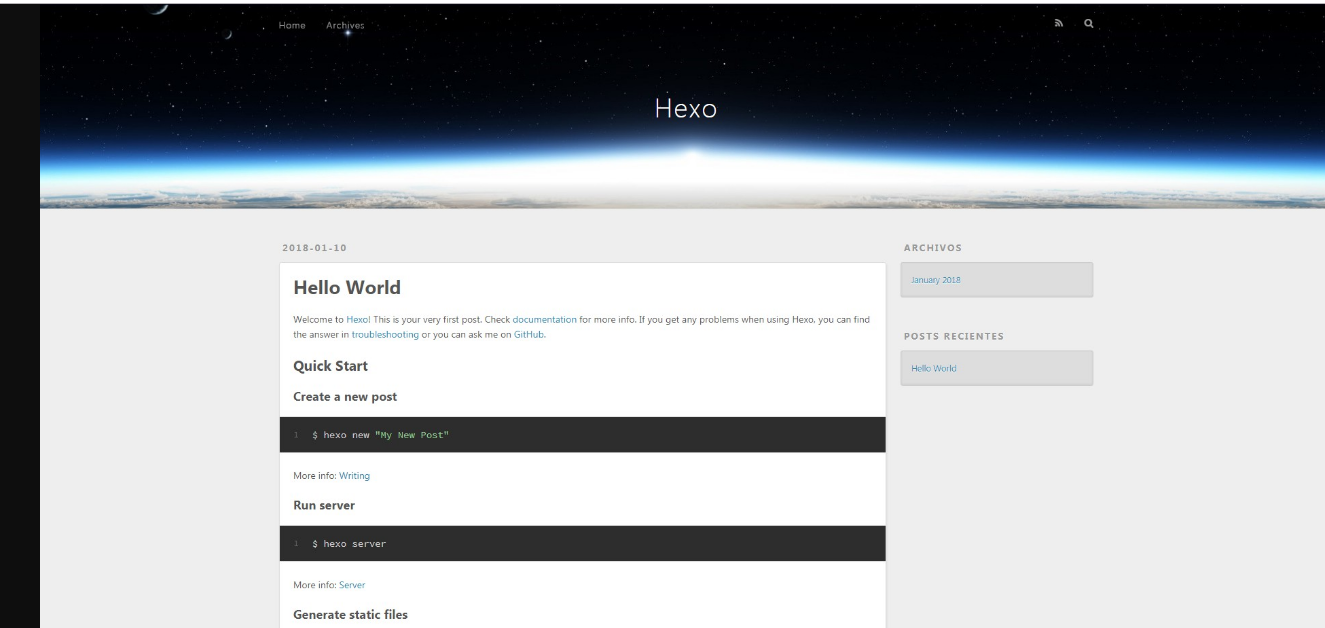 Home Archives
Hexo
2018-01-10
Hello World
Welcome to Hexo! This is your very first post. Check documentation for more info. If you get any problems when using Hexo, you can find
the answer in troubleshooting or you can ask me on GitHub.
Quick Start
Create a new post
1 $ hexo new "My New Post"
More info: Writing
Run server
1 $ hexo server
More info: Server
Generate static files
ARCHIVOS
January 2018
POSTS RECIENTES
Hello World